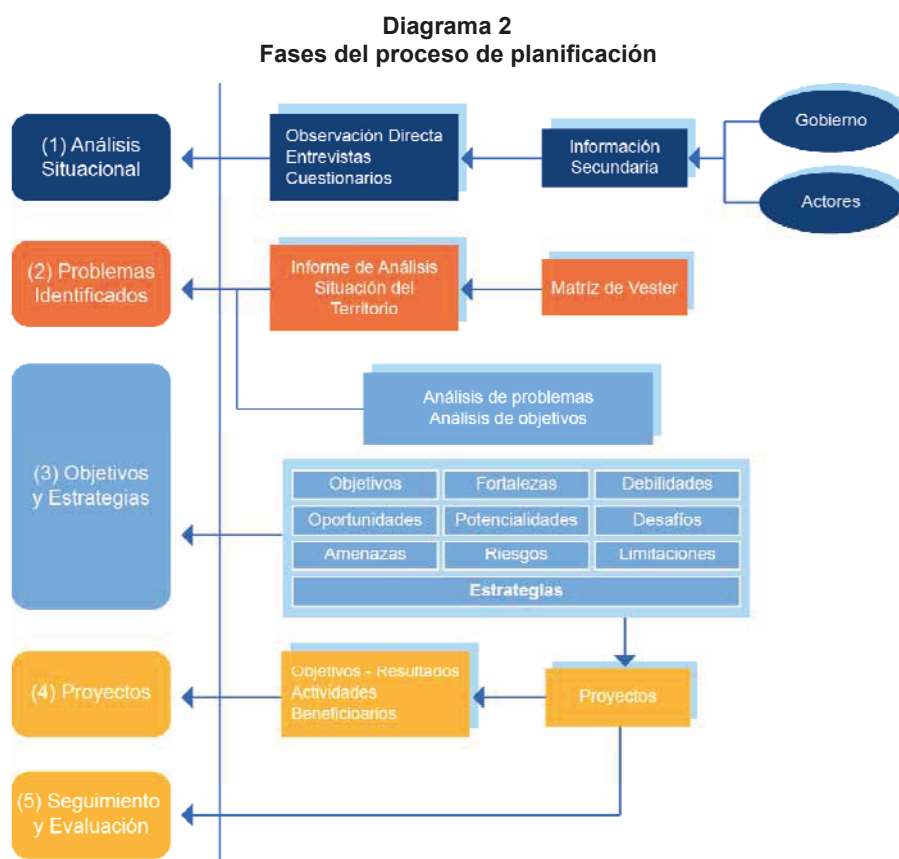 Diagrama 2
Fases del proceso de planificación
(1) Análisis
Situacional
Observación Directa
Entrevistas
Cuestionarios
Información
Secundaria
Gobierno
Actores
(2) Problemas
Identificados
Informe de Análisis
Situación del
Territorio
Matríz de Vester
Análisis de problemas
Análisis de objetivos
(3) Objetivos
y Estrategias
Objetivos
Fortalezas
Debilidades
Oportunidades
Potencialidades
Desafíos
Amenazas
Riesgos
Limitaciones
Estrategias
(4) Proyectos
Objetivos - Resultados
Actividades
Beneficioarios
Proyectos
(5) Seguimiento
y Evaluación